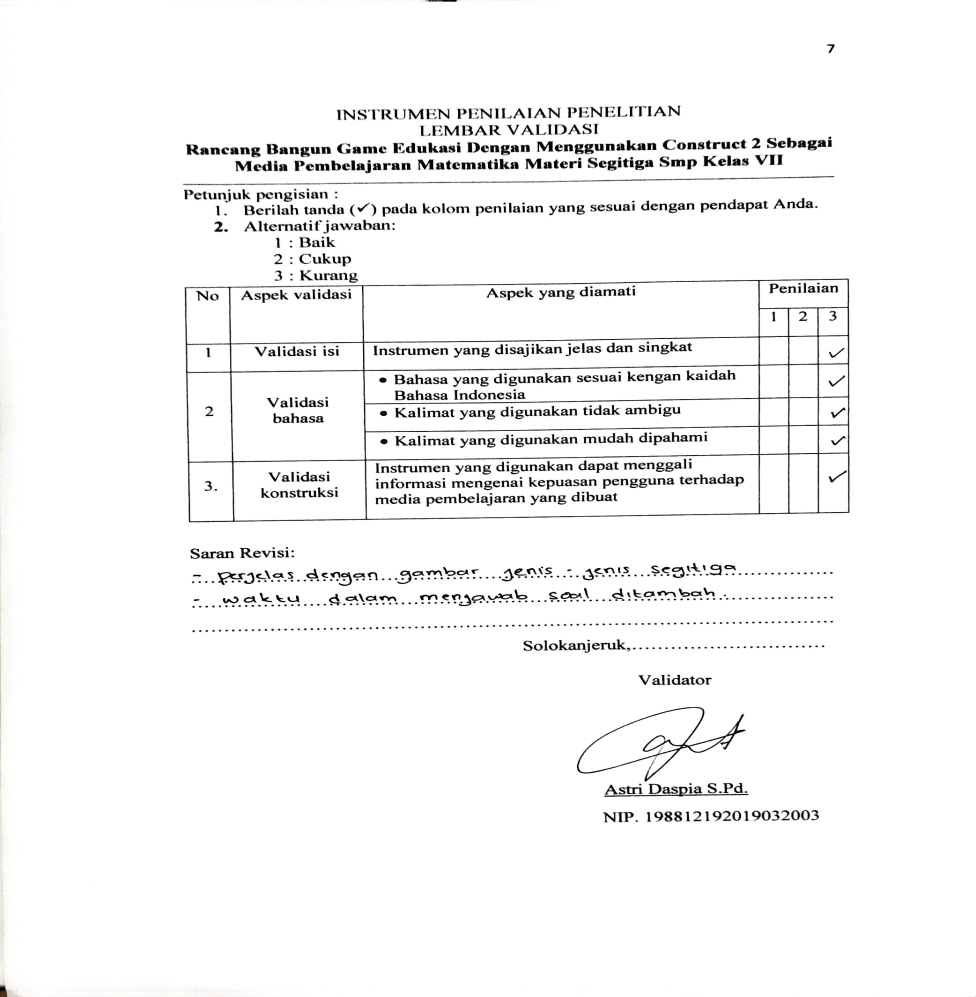 7
INSTRUMEN PENILAIAN PENELITIAN
LEMBAR VALIDASI
Rancang Bangun Game Edukasi Dengan Menggunakan Construct 2 Sebagai
Media Pembelajaran Matematika Materi Segitiga Smp Kelas VII
Petunjuk pengisian :
1. Berilah tanda (✓) pada kolom penilaian yang sesuai dengan pendapat Anda.
2. Alternatif jawaban:
1 : Baik
2 : Cukup
3 : Kurang
No Aspek validasi Aspek yang diamati Penilaian
1 2 3
1 Validasi isi Instrumen yang disajikan jelas dan singkat ✓
2 Validasi bahasa
• Bahasa yang digunakan sesuai kengan kaidah ✓
Bahasa Indonesia
• Kalimat yang digunakan tidak ambigu ✓
• Kalimat yang digunakan mudah dipahami ✓
3. Validasi konstruksi
Instrumen yang digunakan dapat menggali
informasi mengenai kepuasan pengguna terhadap ✓
media pembelajaran yang dibuat
Saran Revisi:
- Perjelas dengan gambar jenis - jenis segitiga
- waktu dalam menjawab soal ditambah.
Solokanjeruk,..............................
Validator
Astri Daspia S.Pd.
NIP. 198812192019032003